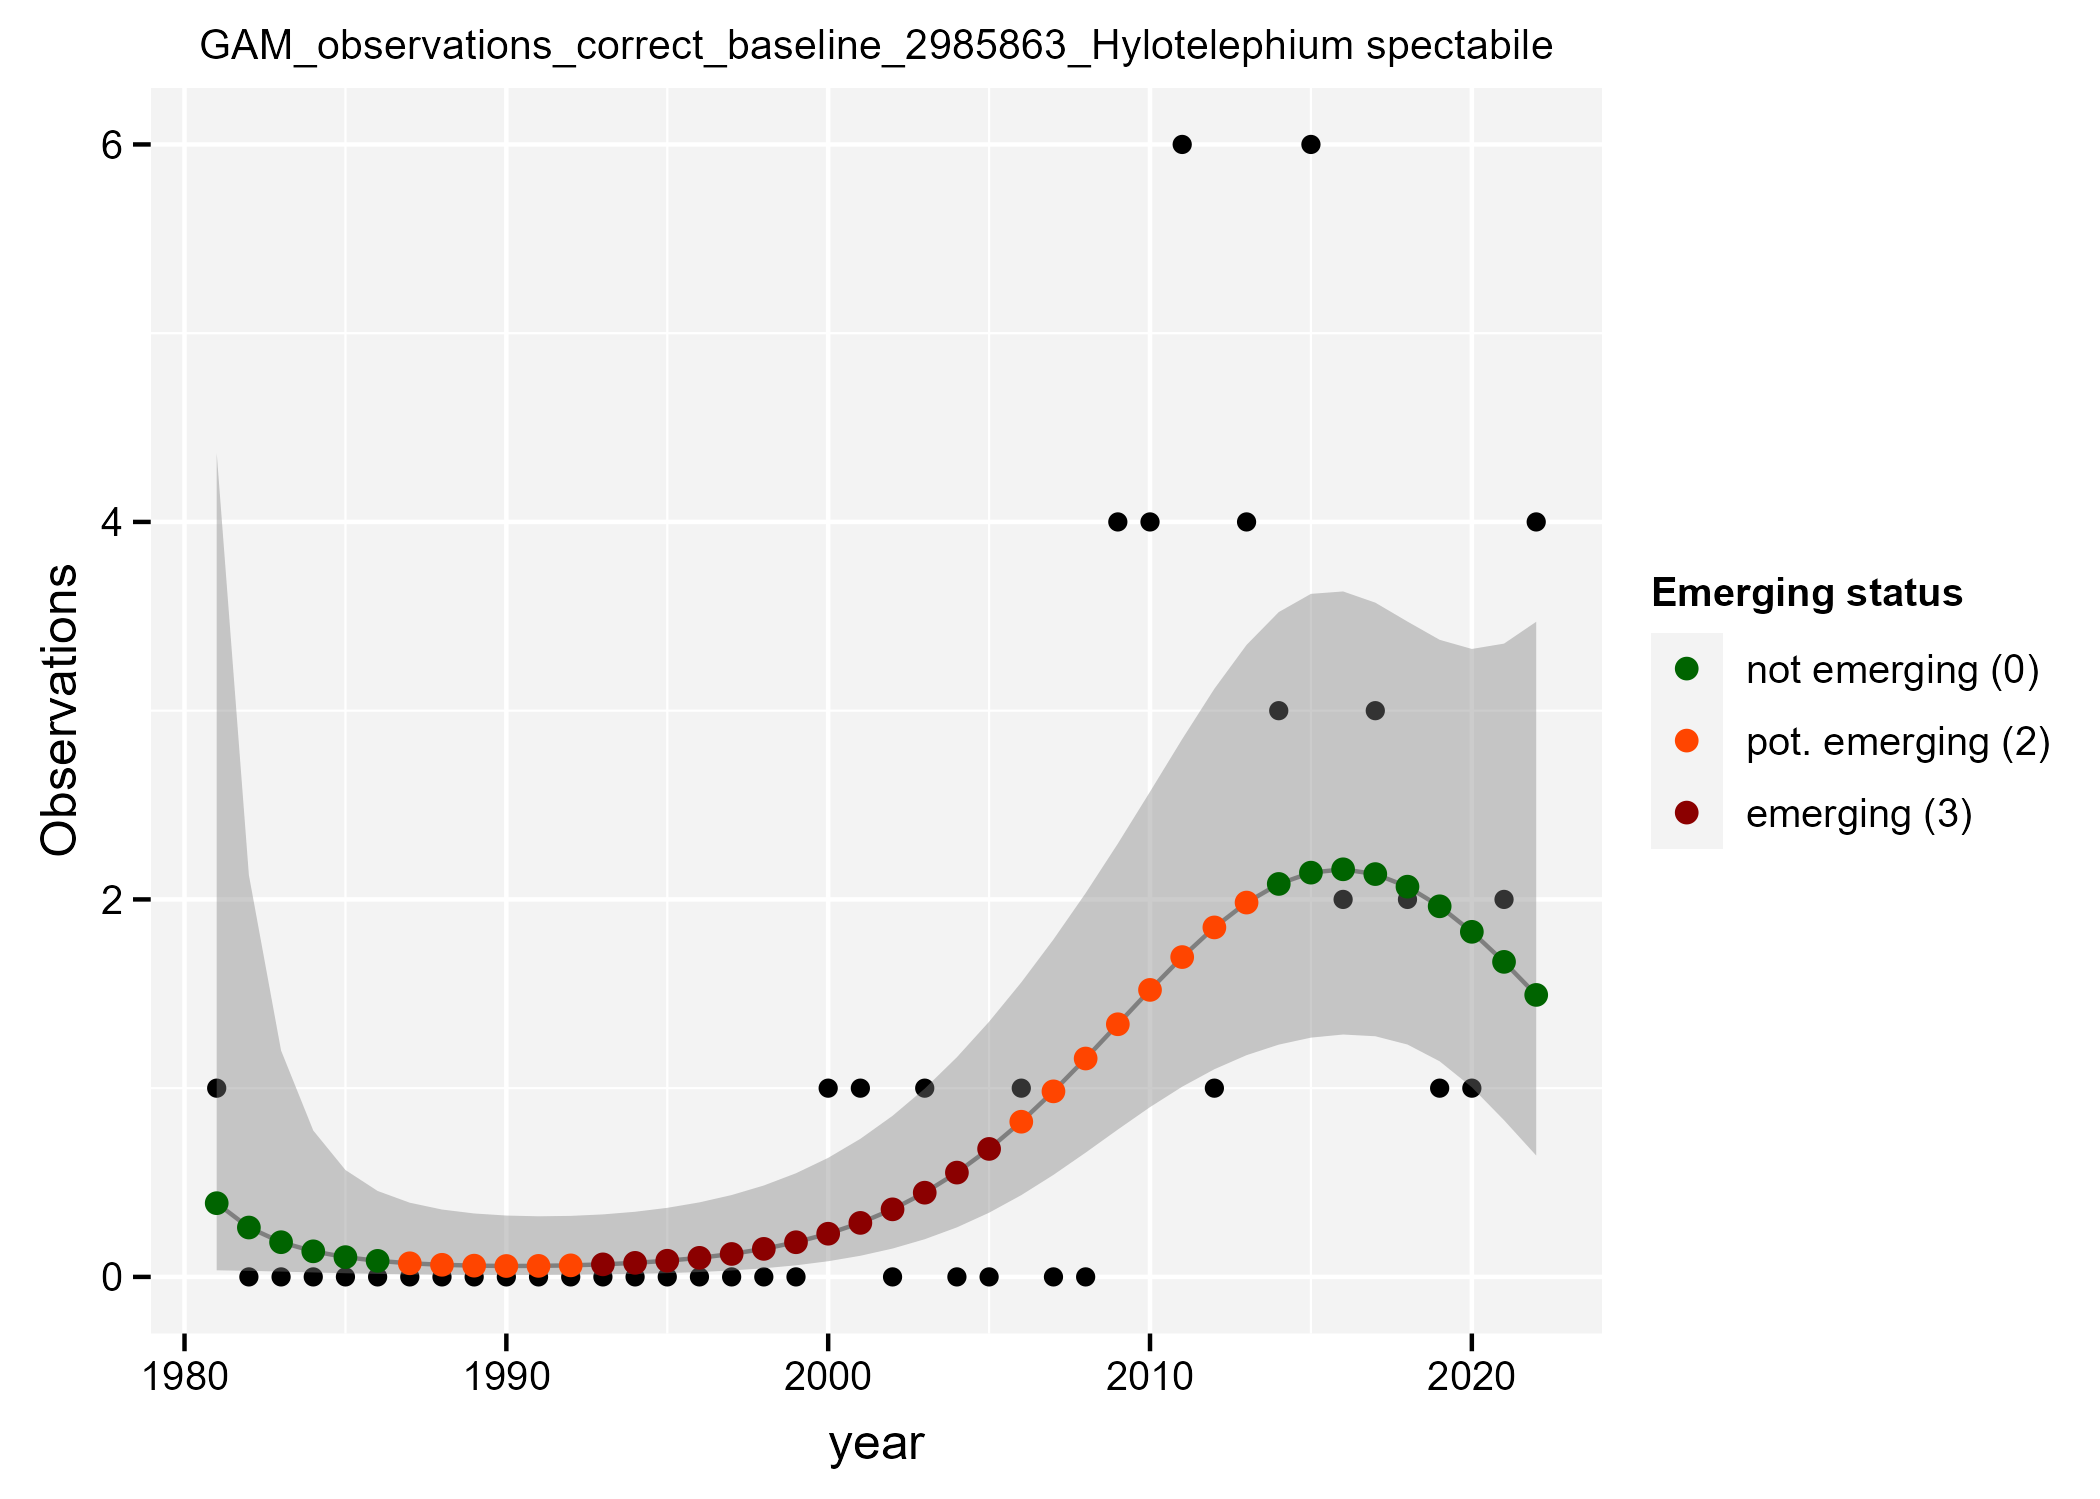 GAM_observations_correct_baseline_2985863_Hylotelephium spectabile
6
4
2
0
Observations
1980 1990 2000 2010 2020
year
Emerging status
not emerging (0)
pot. emerging (2)
emerging (3)